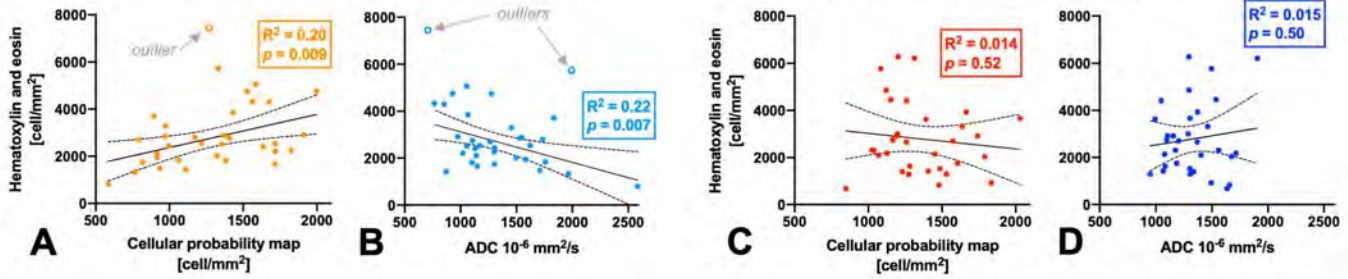 Hematoxylin and eosin
[cell/mm²]
8000
6000
4000
2000
0
outlier
R² = 0.20
p = 0.009
500
1000
1500
2000
A
Cellular probability map
[cell/mm²]
8000
6000
4000
2000
0
outliers
R² = 0.22
p = 0.007
500
1000
1500
2000
2500
B
ADC 10⁻⁶ mm²/s
Hematoxylin and eosin
[cell/mm²]
8000
6000
4000
2000
0
R² = 0.014
p = 0.52
500
1000
1500
2000
C
Cellular probability map
[cell/mm²]
8000
6000
4000
2000
0
R² = 0.015
p = 0.50
500
1000
1500
2000
2500
D
ADC 10⁻⁶ mm²/s